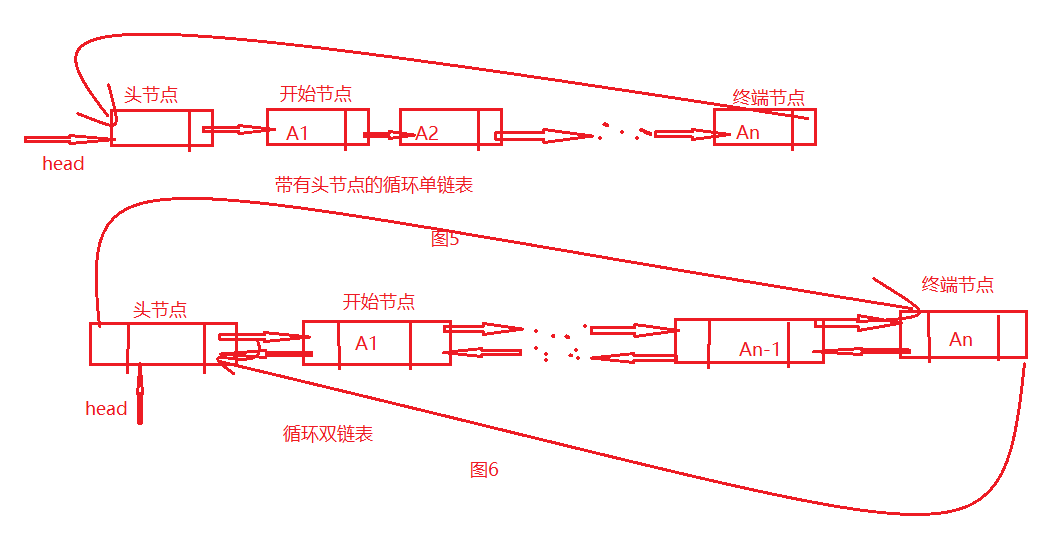 头节点
开始节点
终端节点
A1
A2
An
head
带有头节点的循环单链表
图5
头节点
开始节点
终端节点
A1
An-1
An
head
循环双链表
图6